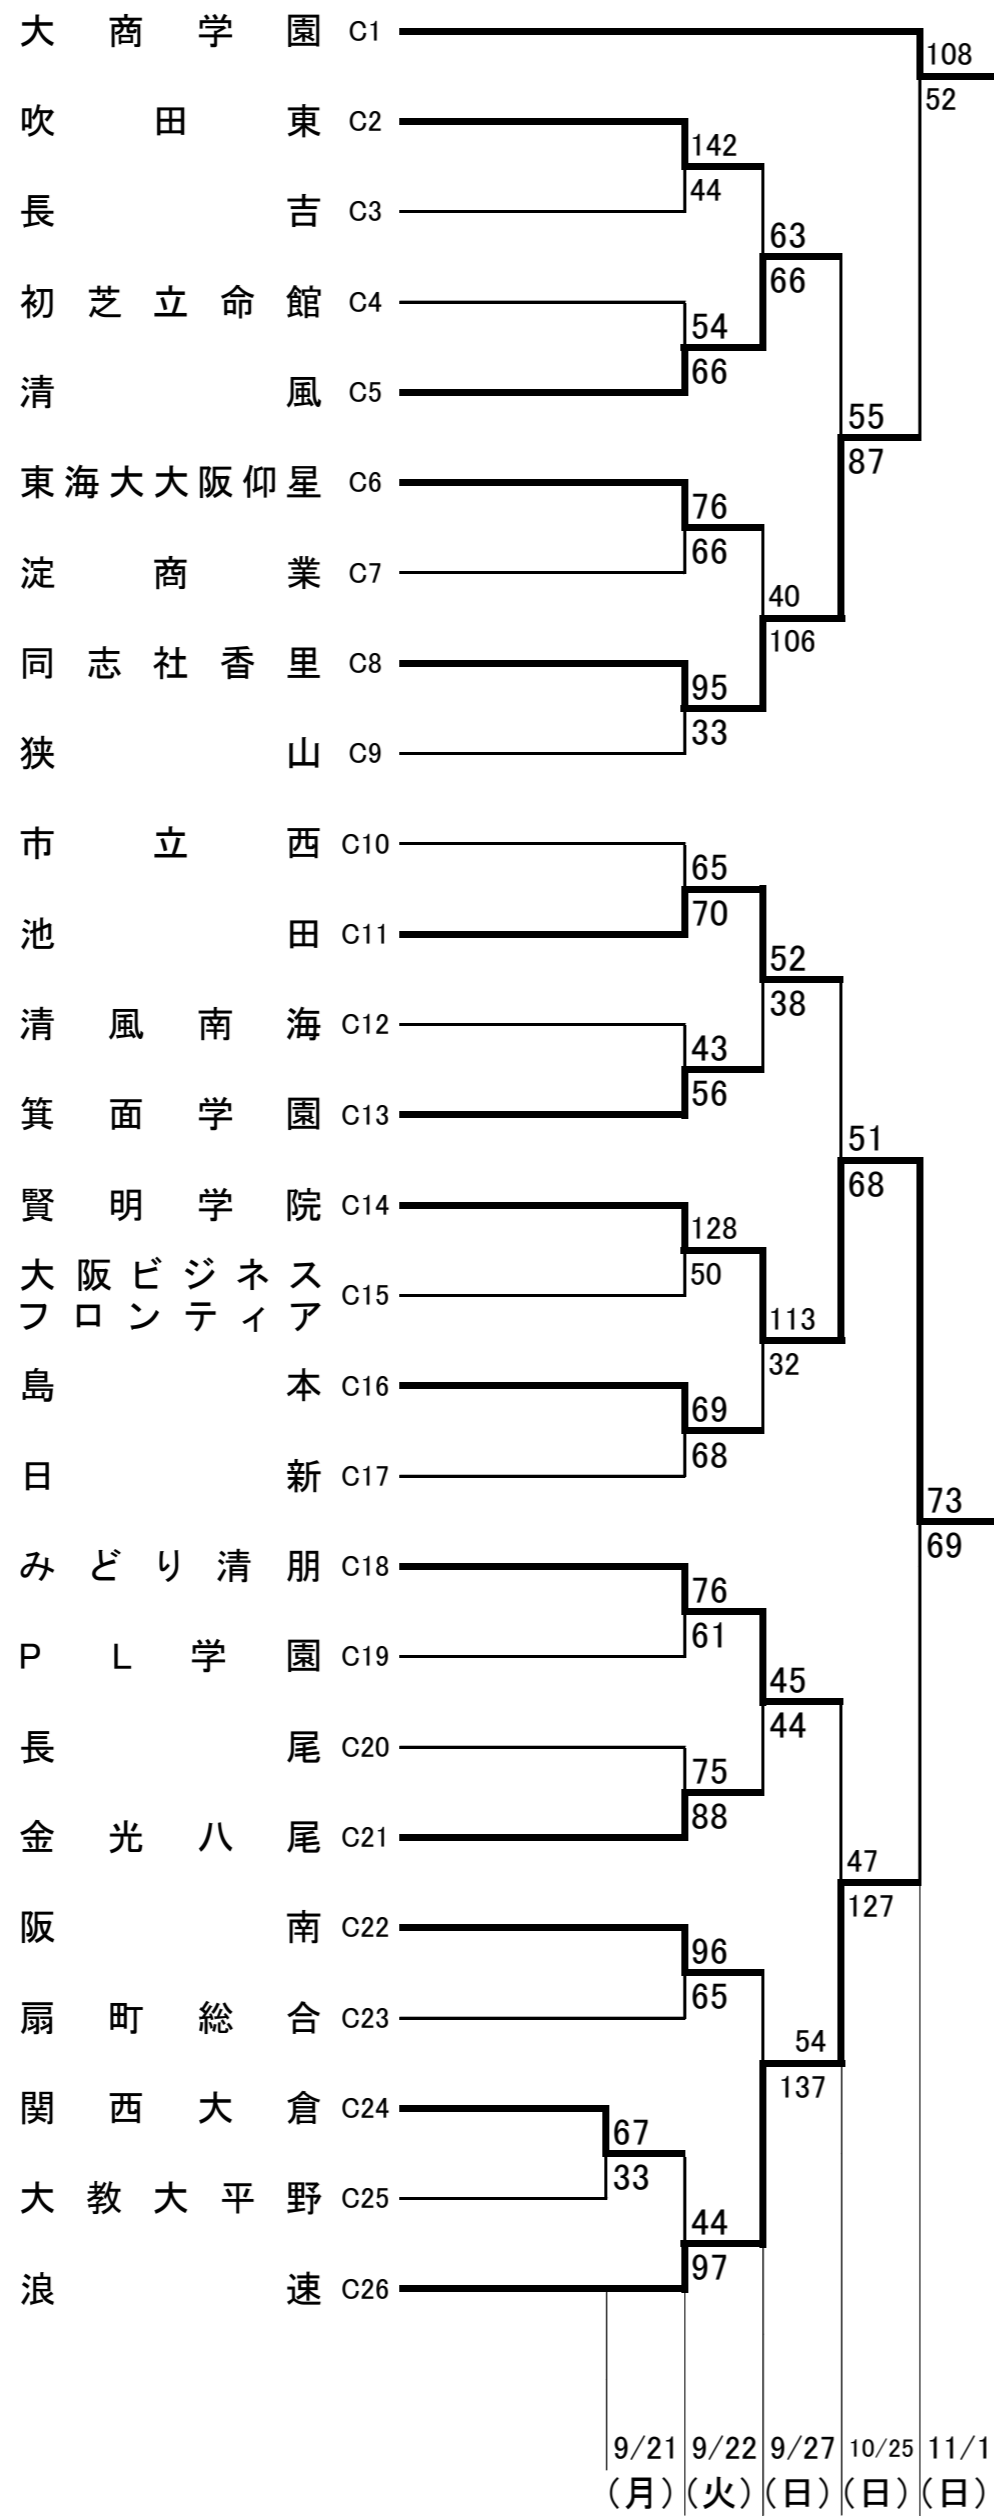 大商学園 C1
108
52
吹田東 C2
142
44
長吉 C3
63
66
初芝立命館 C4
54
66
清風 C5
55
87
東海大大阪仰星 C6
76
66
淀商業 C7
40
106
同志社香里 C8
95
33
狭山 C9
市立西 C10
65
70
池田 C11
52
38
清風南海 C12
43
56
箕面学園 C13
51
68
賢明学院 C14
128
50
大阪ビジネス
フロンティア C15
113
32
島本 C16
69
68
日新 C17
73
69
みどり清朋 C18
76
61
PL学園 C19
45
44
長尾 C20
75
88
金光八尾 C21
47
127
阪南 C22
96
65
扇町総合 C23
54
137
関西大倉 C24
67
33
大教大平野 C25
44
97
浪速 C26
9/21 9/22 9/27 10/25 11/1
(月) (火) (日) (日) (日)